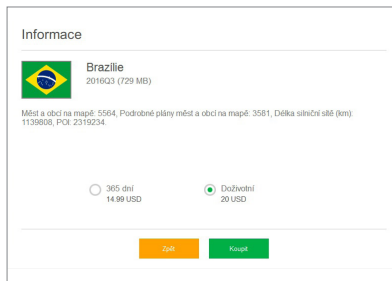 Informace
Brazílie
2016Q3 (729 MB)
Měst a obcí na mapě: 5564, Podrobné plány měst a obcí na mapě: 3581, Délka silniční sítě (km):
1139808, POI: 2319234.
365 dní
14.99 USD
Doživotní
20 USD
Zpět
Koupit